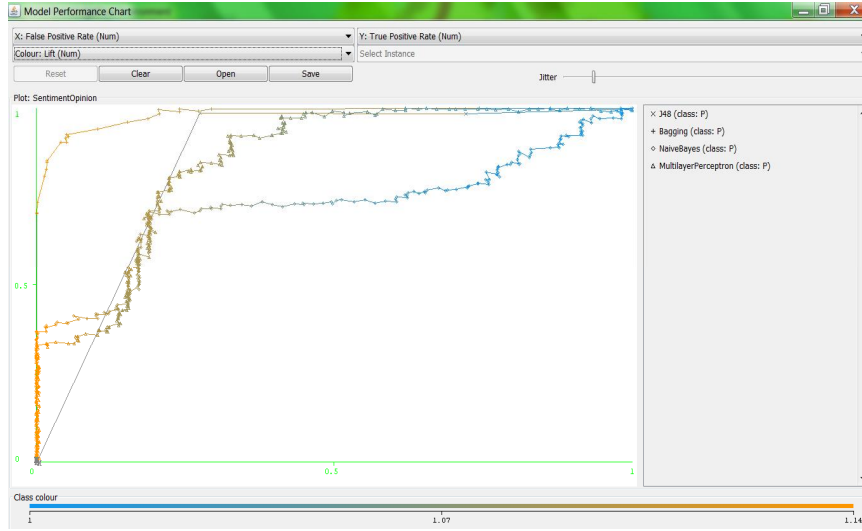 Model Performance Chart
X: False Positive Rate (Num)
Y: True Positive Rate (Num)
Colour: Lift (Num)
Select Instance
Reset
Clear
Open
Save
Jitter
Plot: SentimentOpinion
1
0.5
0
0
0.5
1
× J48 (class: P)
+ Bagging (class: P)
◇ NaiveBayes (class: P)
△ MultilayerPerceptron (class: P)
Class colour
1
1.07
1.14